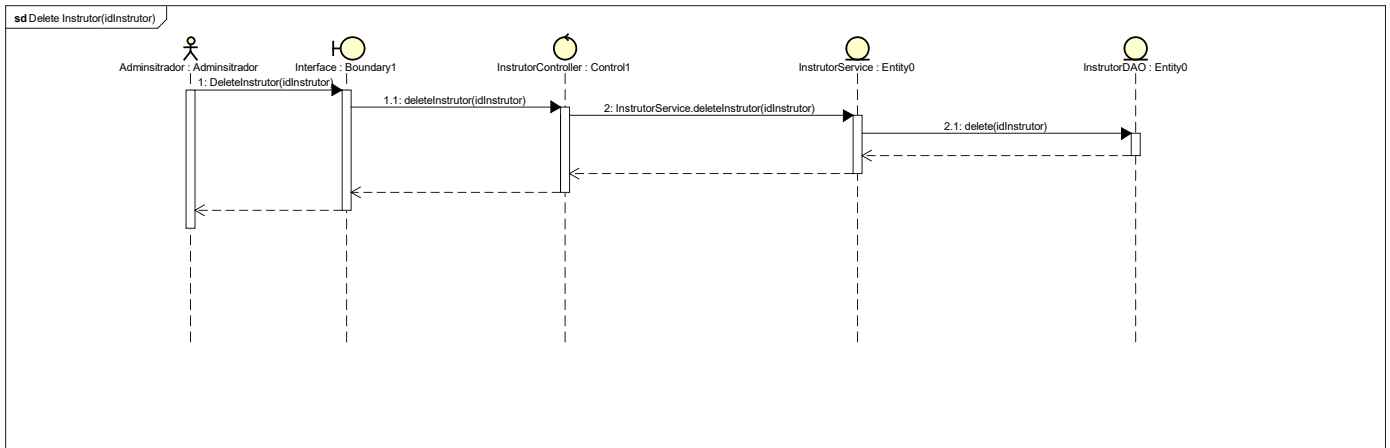 sd Delete Instrutor(idInstrutor)
Adminsitrador : Adminsitrador
Interface : Boundary1
InstrutorController : Control1
InstrutorService : Entity0
InstrutorDAO : Entity0
1: DeleteInstrutor(idInstrutor)
1.1: deleteInstrutor(idInstrutor)
2: InstrutorService.deleteInstrutor(idInstrutor)
2.1: delete(idInstrutor)